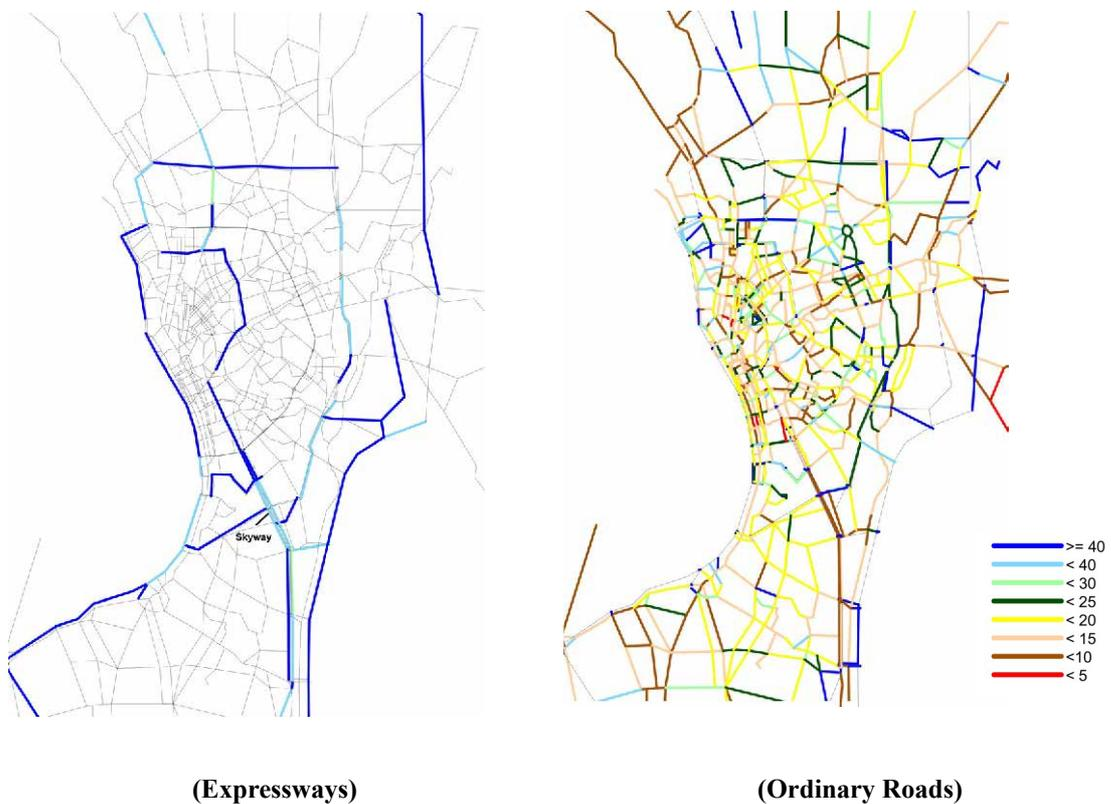 Skyway
>= 40
< 40
< 30
< 25
< 20
< 15
<10
< 5
(Expressways)
(Ordinary Roads)